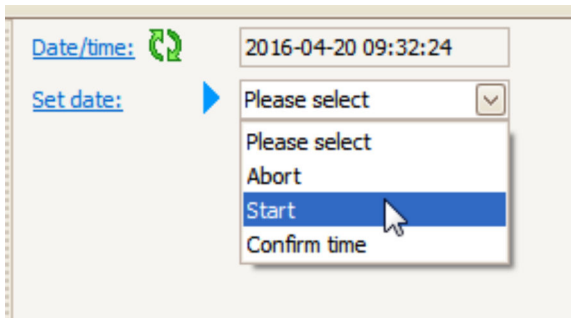 Date/time: 2016-04-20 09:32:24
Set date: Please select
Please select
Abort
Start
Confirm time